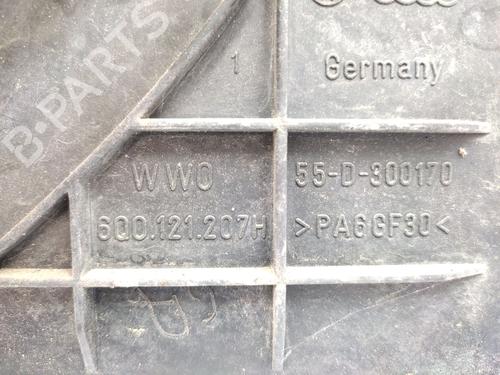 B-PARTS
1
Germany
WWO
55-D-300170
6Q0.121.207H
>PA6GF30<